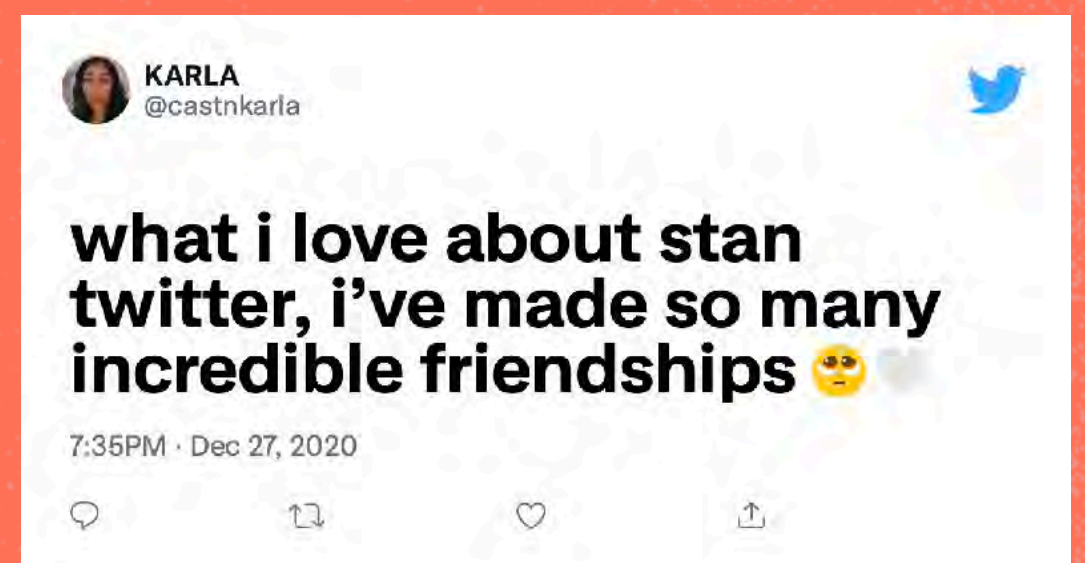 KARLA
@castnkarla
what i love about stan
twitter, i’ve made so many
incredible friendships 🥺🤍
7:35PM · Dec 27, 2020